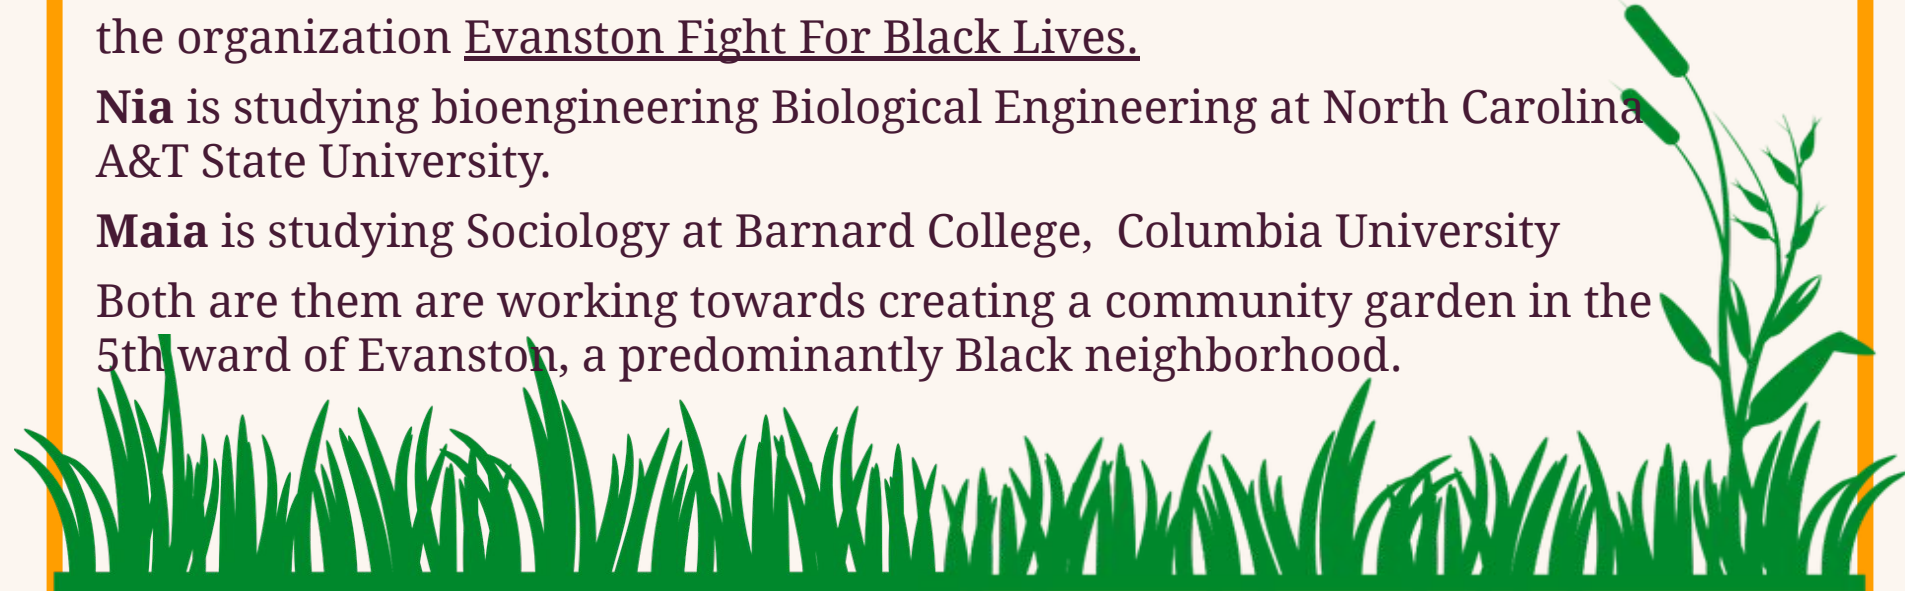 the organization Evanston Fight For Black Lives.
Nia is studying bioengineering Biological Engineering at North Carolina
A&T State University.
Maia is studying Sociology at Barnard College,  Columbia University
Both are them are working towards creating a community garden in the
5th ward of Evanston, a predominantly Black neighborhood.